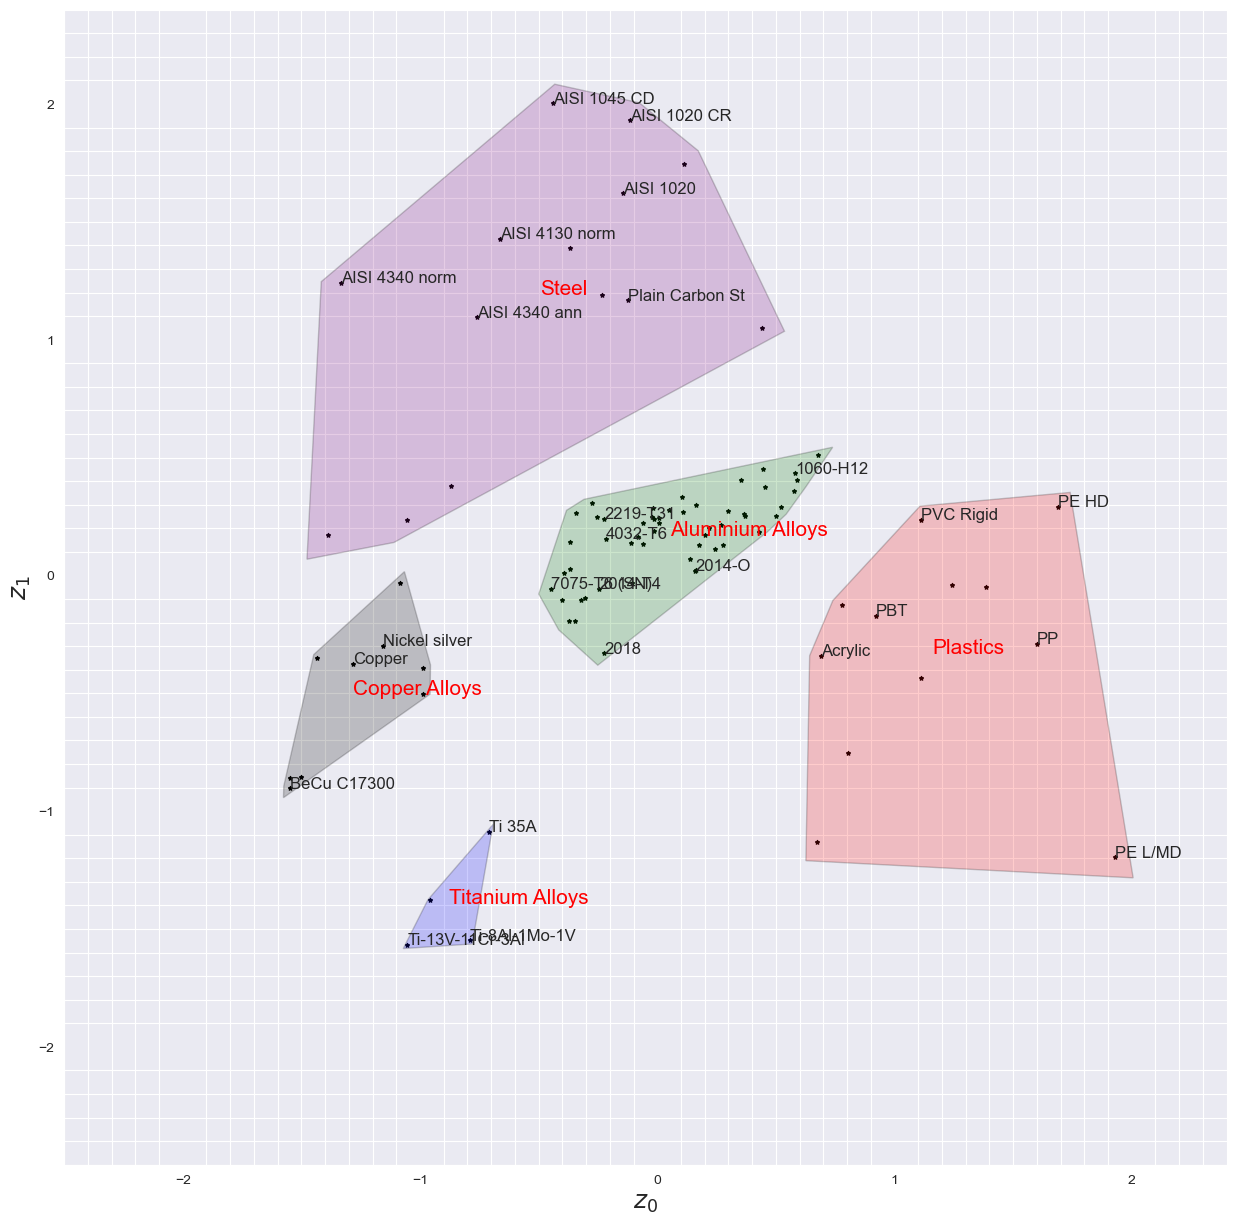 2
AISI 1045 CD
AISI 1020 CR
AISI 1020
AISI 4130 norm
AISI 4340 norm
Steel
Plain Carbon St
AISI 4340 ann
1
1060-H12
PE HD
2219-T31
PVC Rigid
4032-T6
Aluminium Alloys
2014-O
0
7075-T6 (SN)
2014-T4
z1
PBT
Nickel silver
PP
2018
Acrylic
Plastics
Copper
Copper Alloys
BeCu C17300
−1
Ti 35A
PE L/MD
Titanium Alloys
Ti-8Al-1Mo-1V
Ti-13V-11Cr-3Al
−2
−2 −1 0 1 2
z0